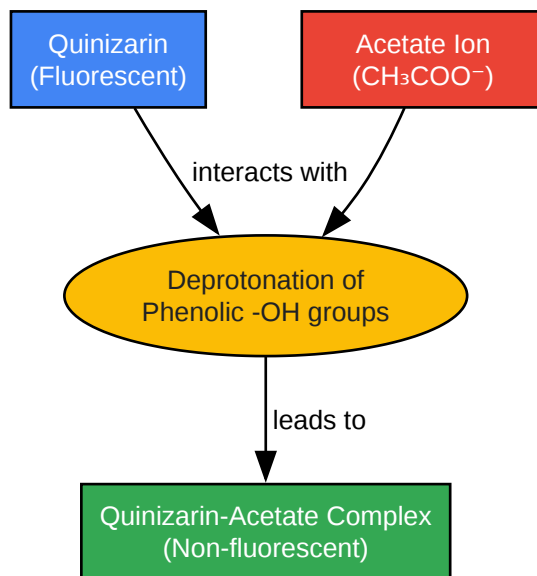 Quinizarin
(Fluorescent)
Acetate Ion
(CH₃COO⁻)
interacts with
Deprotonation of
Phenolic -OH groups
leads to
Quinizarin-Acetate Complex
(Non-fluorescent)